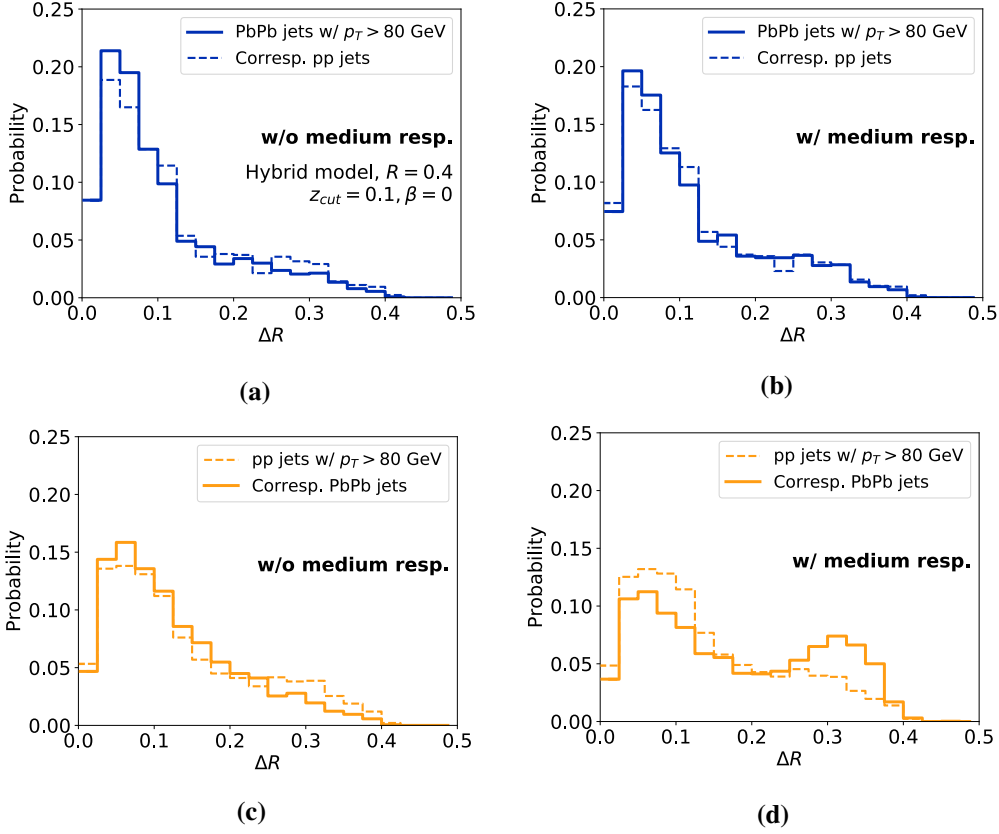 0.25
0.20
0.15
0.10
0.05
0.00
Probability
PbPb jets w/ p_T > 80 GeV
Corresp. pp jets
w/o medium resp.
Hybrid model, R = 0.4
z_cut = 0.1, β = 0
0.0 0.1 0.2 0.3 0.4 0.5
ΔR
(a)
0.25
0.20
0.15
0.10
0.05
0.00
Probability
PbPb jets w/ p_T > 80 GeV
Corresp. pp jets
w/ medium resp.
0.0 0.1 0.2 0.3 0.4 0.5
ΔR
(b)
0.25
0.20
0.15
0.10
0.05
0.00
Probability
pp jets w/ p_T > 80 GeV
Corresp. PbPb jets
w/o medium resp.
0.0 0.1 0.2 0.3 0.4 0.5
ΔR
(c)
0.25
0.20
0.15
0.10
0.05
0.00
Probability
pp jets w/ p_T > 80 GeV
Corresp. PbPb jets
w/ medium resp.
0.0 0.1 0.2 0.3 0.4 0.5
ΔR
(d)